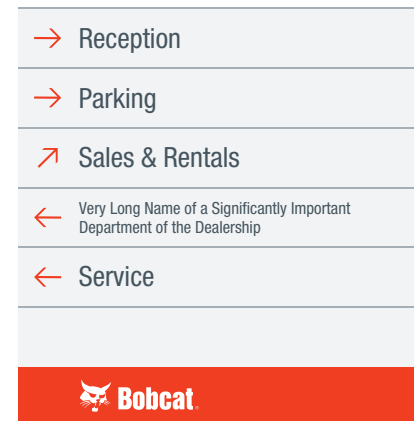 Reception
Parking
Sales & Rentals
Very Long Name of a Significantly Important
Department of the Dealership
Service
Bobcat